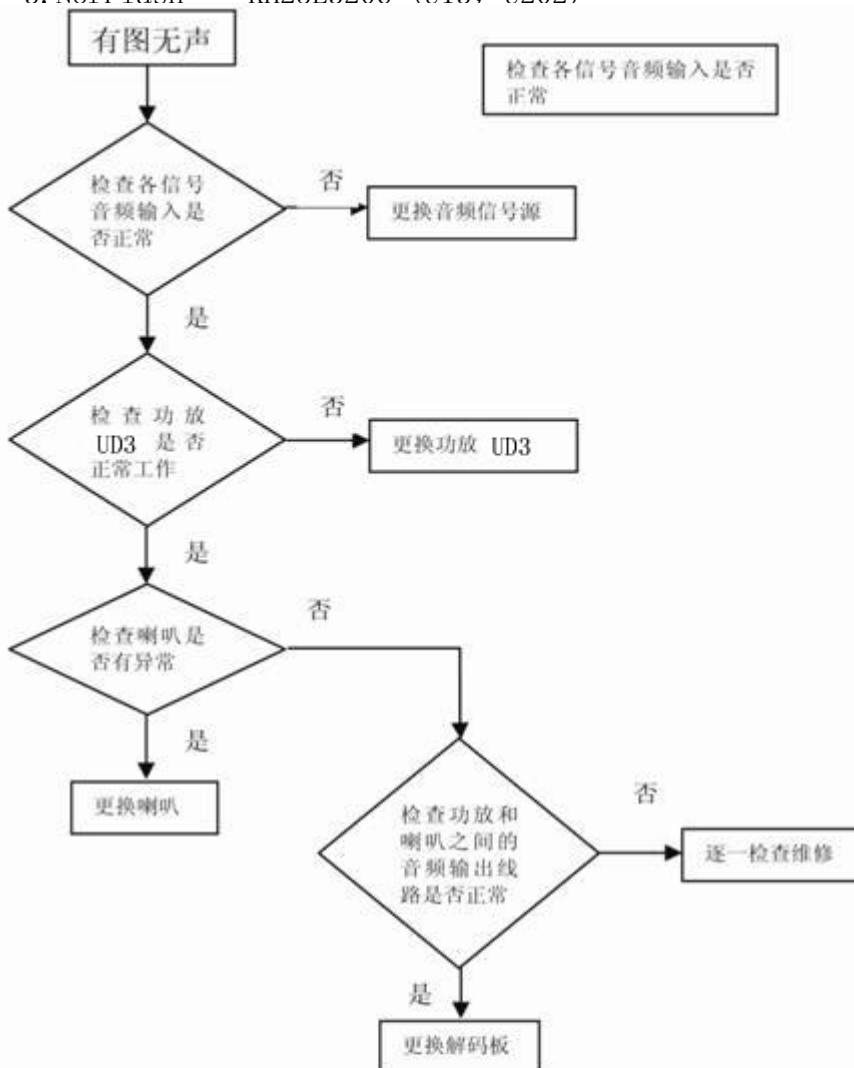 有图无声
检查各信号音频输入是否
正常
检查各信号
音频输入是
否正常
否
更换音频信号源
是
检查功放
UD3 是否
正常工作
否
更换功放 UD3
是
检查喇叭是
否有异常
否
是
更换喇叭
检查功放和
喇叭之间的
音频输出线
路是否正常
否
逐一检查维修
是
更换解码板